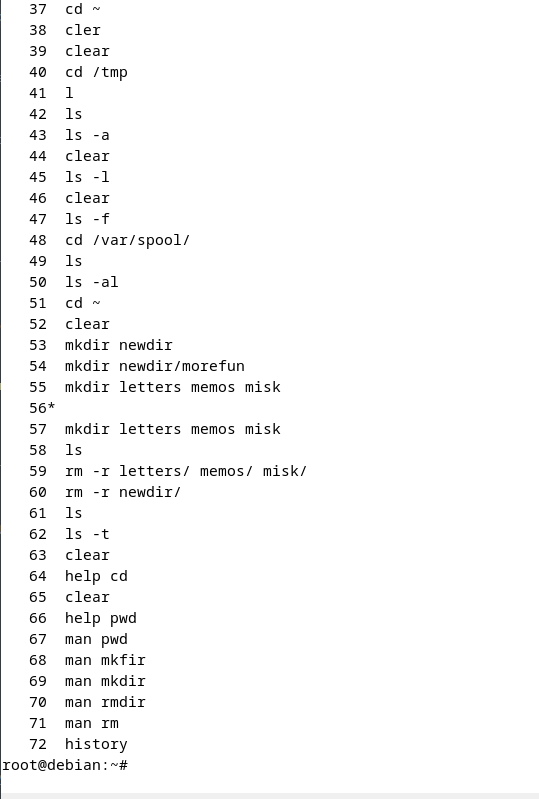 37 cd ~
38 cler
39 clear
40 cd /tmp
41 l
42 ls
43 ls -a
44 clear
45 ls -l
46 clear
47 ls -f
48 cd /var/spool/
49 ls
50 ls -al
51 cd ~
52 clear
53 mkdir newdir
54 mkdir newdir/morefun
55 mkdir letters memos misk
56*
57 mkdir letters memos misk
58 ls
59 rm -r letters/ memos/ misk/
60 rm -r newdir/
61 ls
62 ls -t
63 clear
64 help cd
65 clear
66 help pwd
67 man pwd
68 man mkfir
69 man mkdir
70 man rmdir
71 man rm
72 history
root@debian:~#